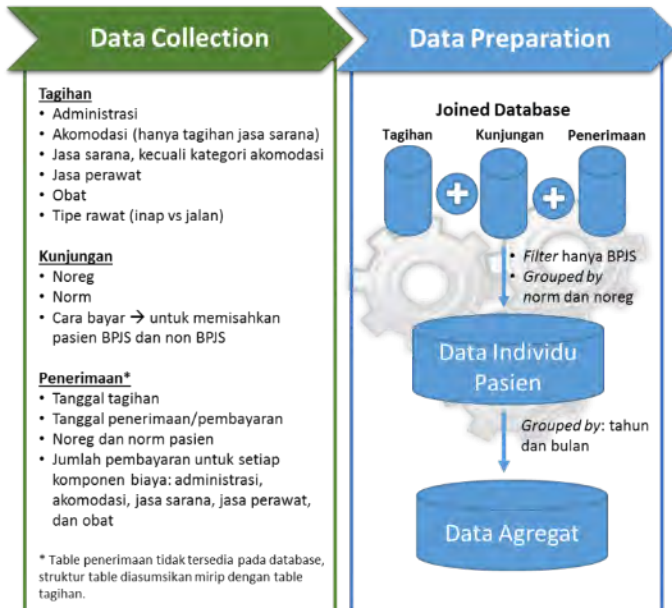 Data Collection
Tagihan
• Administrasi
• Akomodasi (hanya tagihan jasa sarana)
• Jasa sarana, kecuali kategori akomodasi
• Jasa perawat
• Obat
• Tipe rawat (inap vs jalan)
Kunjungan
• Noreg
• Norm
• Cara bayar → untuk memisahkan
pasien BPJS dan non BPJS
Penerimaan*
• Tanggal tagihan
• Tanggal penerimaan/pembayaran
• Noreg dan norm pasien
• Jumlah pembayaran untuk setiap
komponen biaya: administrasi,
akomodasi, jasa sarana, jasa perawat,
dan obat
* Table penerimaan tidak tersedia pada database,
struktur table diasumsikan mirip dengan table
tagihan.
Data Preparation
Joined Database
Tagihan Kunjungan Penerimaan
• Filter hanya BPJS
• Grouped by
norm dan noreg
Data Individu
Pasien
Grouped by: tahun
dan bulan
Data Agregat